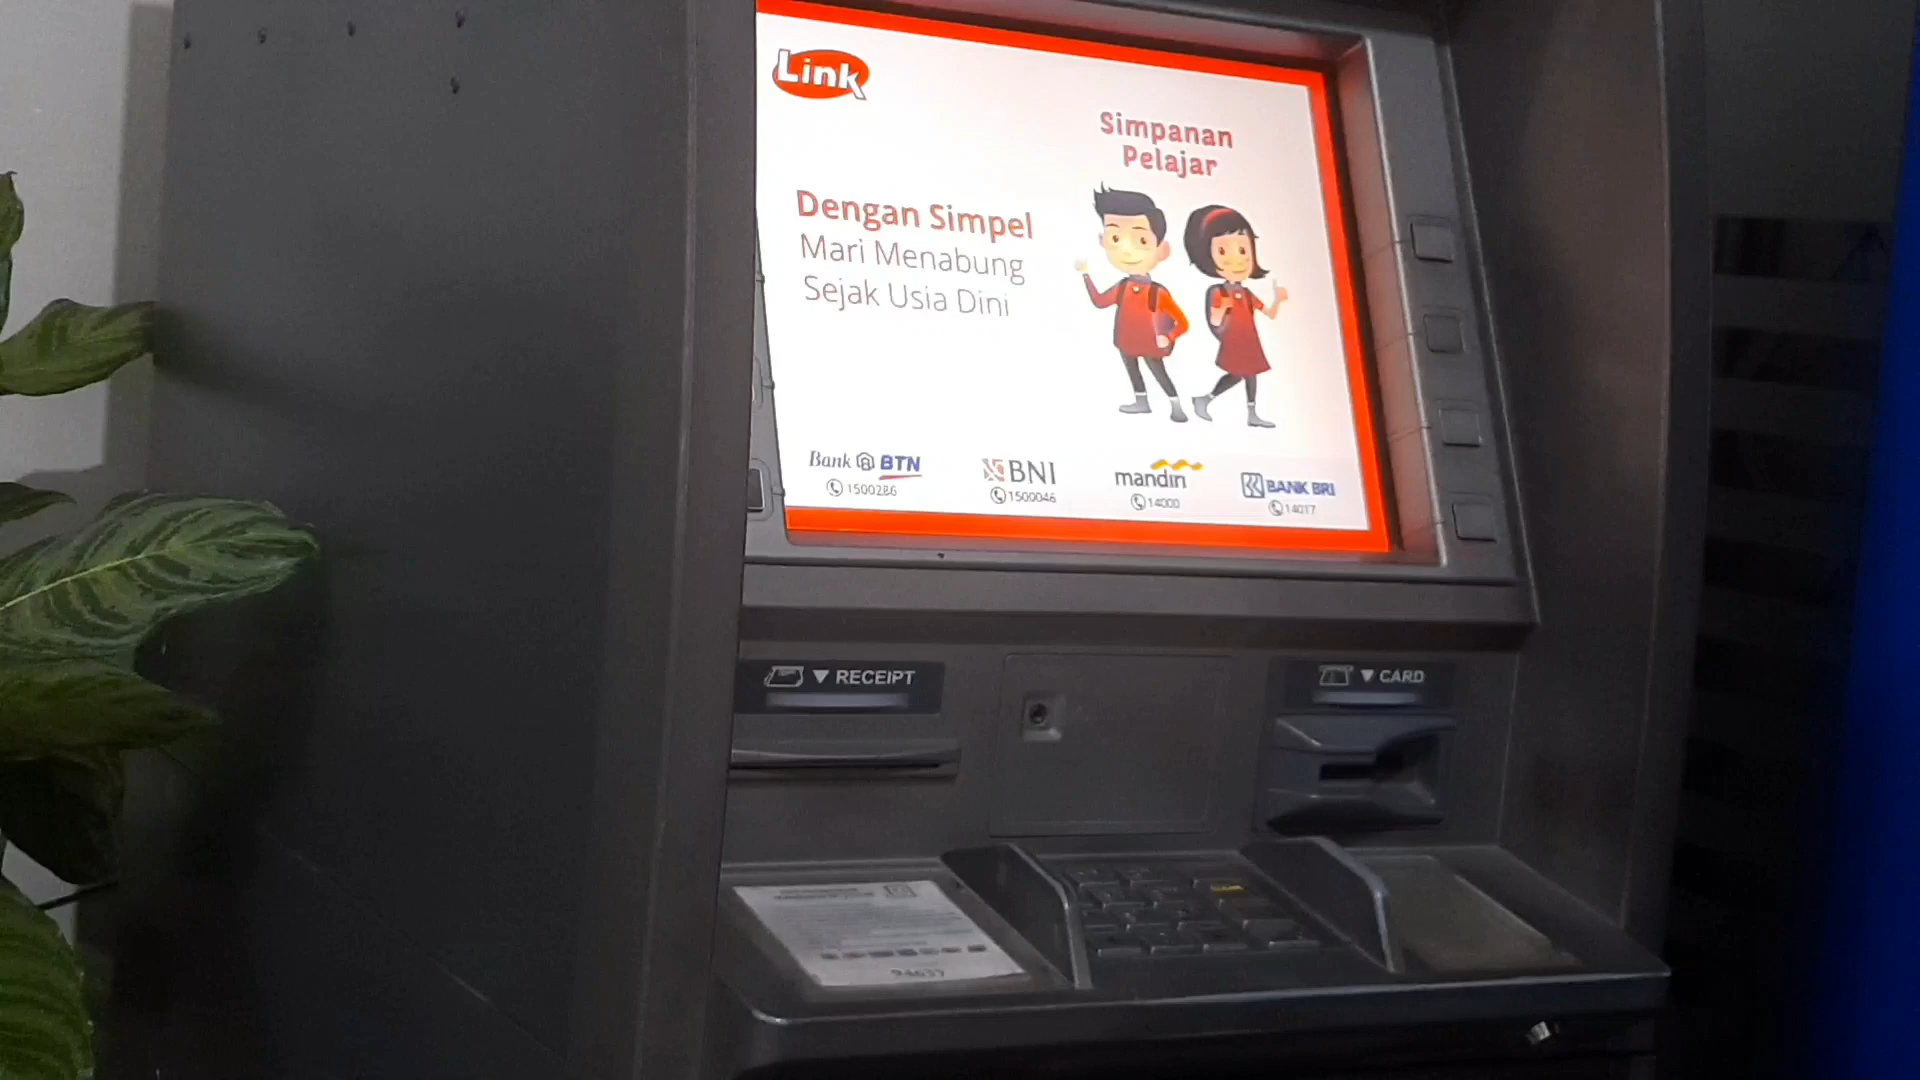 Link
Simpanan
Pelajar
Dengan Simpel
Mari Menabung
Sejak Usia Dini
Bank BTN
1500286
BNI
1500046
mandiri
14000
BANK BRI
14017
RECEIPT
CARD